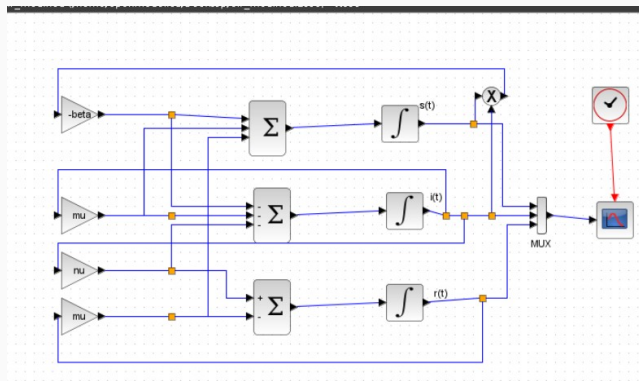 s(t)
-beta
Σ
∫
X
i(t)
mu
-
-
-
Σ
∫
MUX
nu
r(t)
+
-
Σ
∫
mu